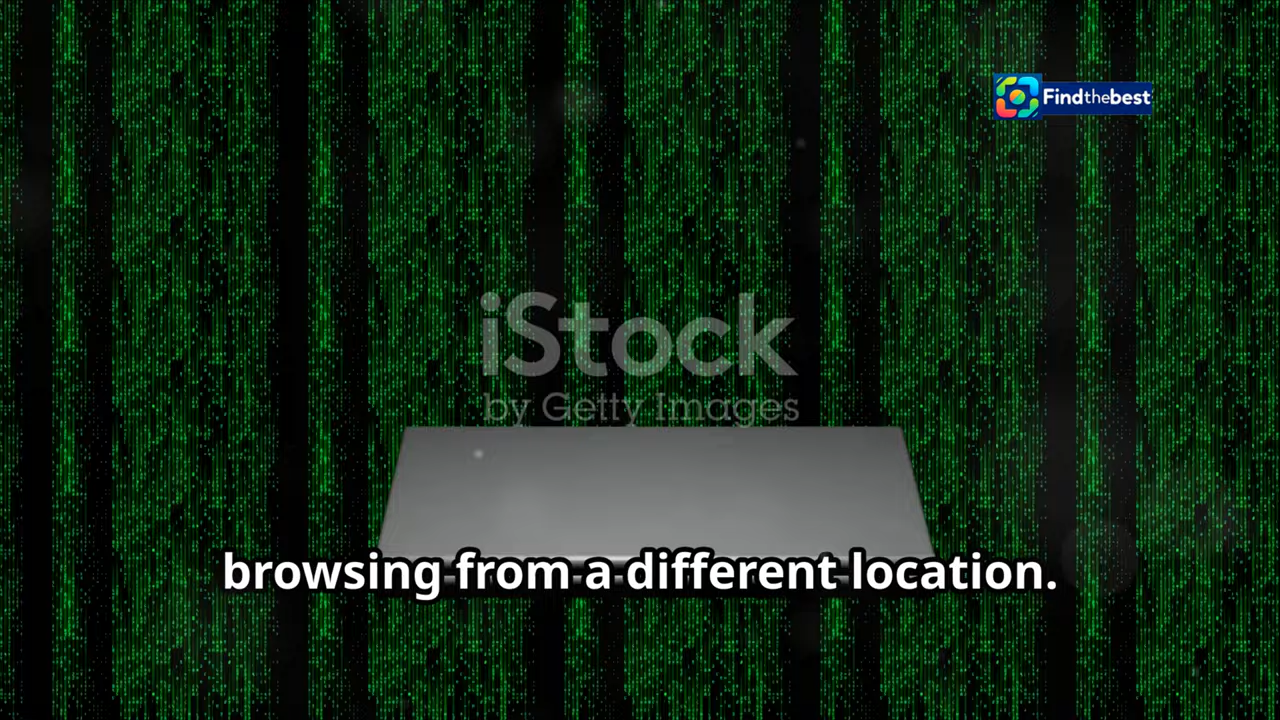 Findthebest
iStock
by Getty Images
browsing from a different location.